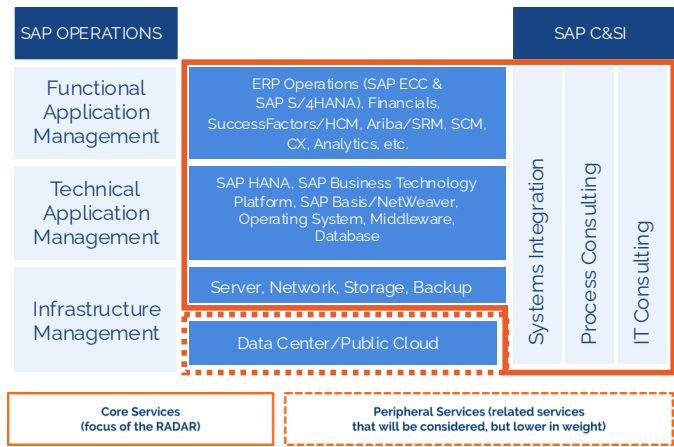 SAP OPERATIONS
SAP C&SI
Functional
Application
Management
ERP Operations (SAP ECC &
SAP S/4HANA), Financials,
SuccessFactors/HCM, Ariba/SRM, SCM,
CX, Analytics, etc.
Technical
Application
Management
SAP HANA, SAP Business Technology
Platform, SAP Basis/NetWeaver,
Operating System, Middleware,
Database
Infrastructure
Management
Server, Network, Storage, Backup
Data Center/Public Cloud
Systems Integration
Process Consulting
IT Consulting
Core Services
(focus of the RADAR)
Peripheral Services (related services
that will be considered, but lower in weight)